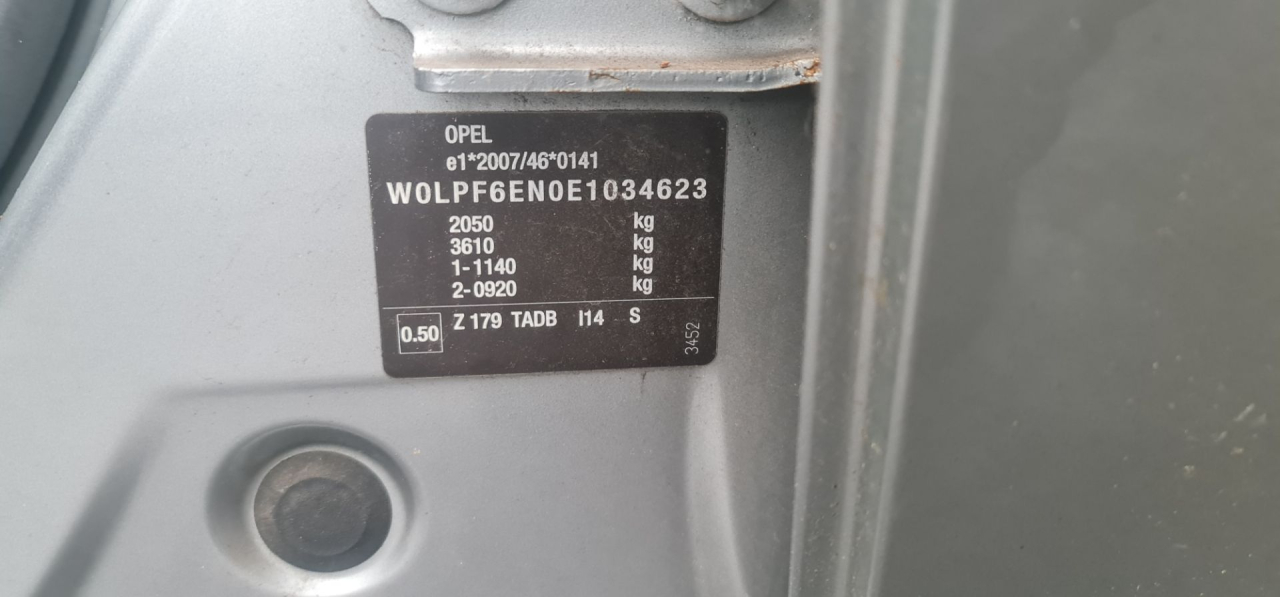 OPEL
e1*2007/46*0141
W0LPF6EN0E1034623
2050 kg
3610 kg
1-1140 kg
2-0920 kg
0.50 Z 179 TADB I14 S
3452